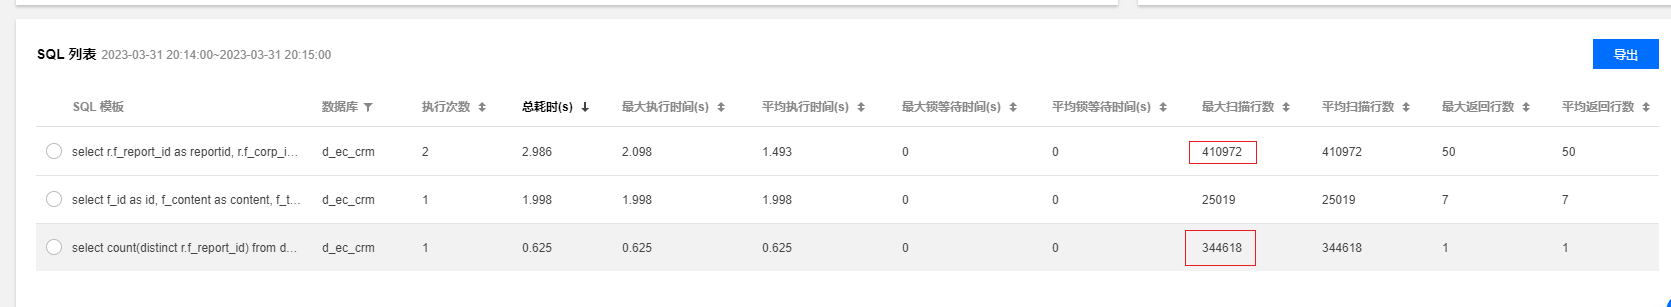 SQL 列表 2023-03-31 20:14:00~2023-03-31 20:15:00 导出
SQL 模板 数据库 执行次数 总耗时(s) 最大执行时间(s) 平均执行时间(s) 最大锁等待时间(s) 平均锁等待时间(s) 最大扫描行数 平均扫描行数 最大返回行数 平均返回行数
select r.f_report_id as reportid, r.f_corp_i... d_ec_crm 2 2.986 2.098 1.493 0 0 410972 410972 50 50
select f_id as id, f_content as content, f_t... d_ec_crm 1 1.998 1.998 1.998 0 0 25019 25019 7 7
select count(distinct r.f_report_id) from d... d_ec_crm 1 0.625 0.625 0.625 0 0 344618 344618 1 1